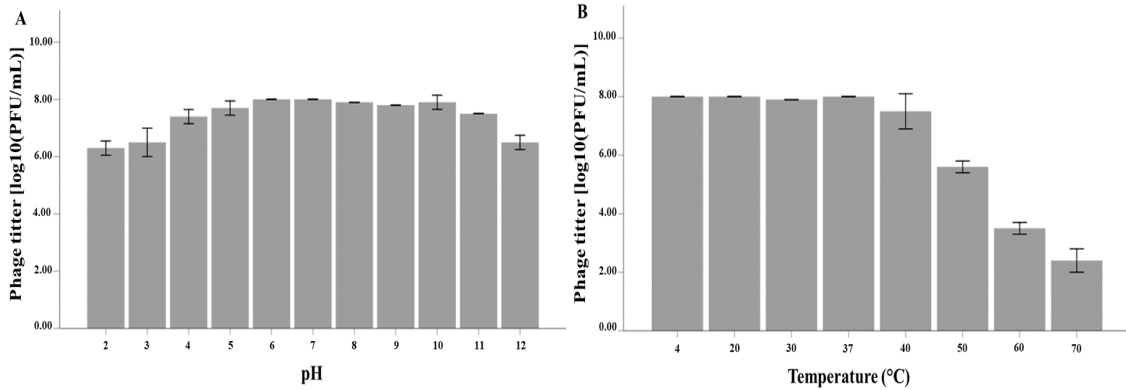 A
Phage titter [log10(PFU/mL)]
10.00
8.00
6.00
4.00
2.00
0.00
2 3 4 5 6 7 8 9 10 11 12
pH
B
Phage titter [log10(PFU/mL)]
10.00
8.00
6.00
4.00
2.00
0.00
4 20 30 37 40 50 60 70
Temperature (°C)